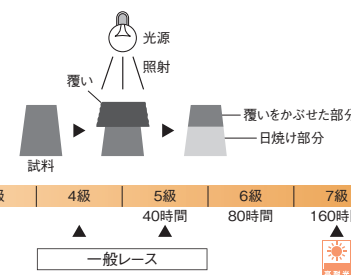 光源
照射
覆い
覆いをかぶせた部分
日焼け部分
試料
級 4級 5級 6級 7級
40時間 80時間 160時間
一般レース